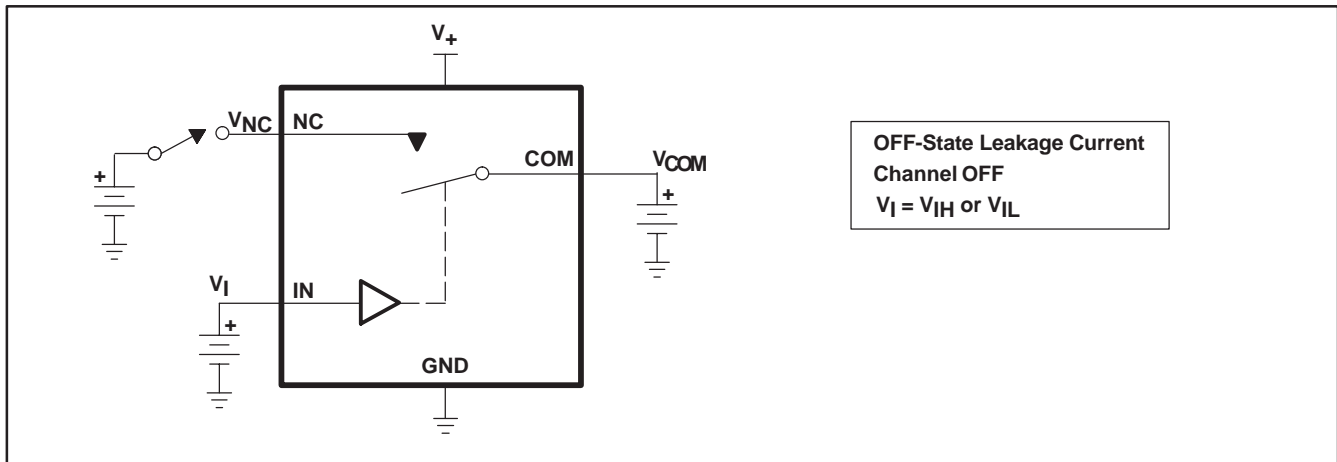 V+
VNC NC
+
COM VCOM
+
VI IN
+
GND
OFF-State Leakage Current
Channel OFF
VI = VIH or VIL